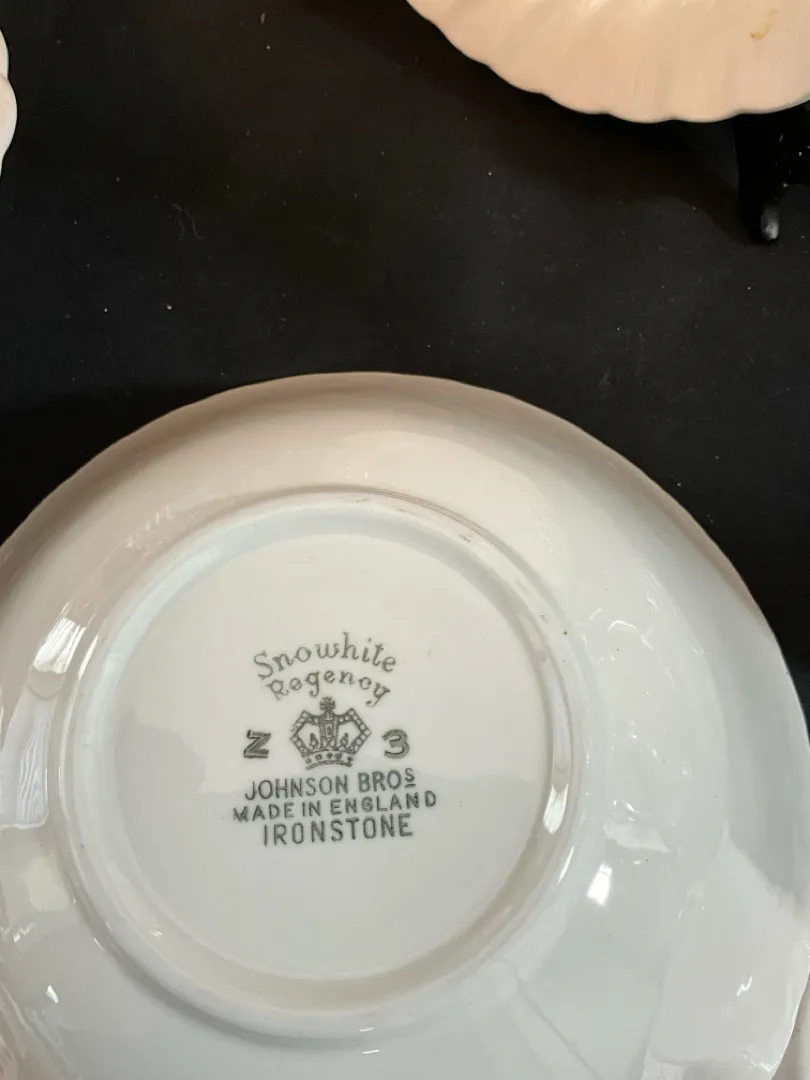 Snowhite
Regency
Z 3
JOHNSON BROS
MADE IN ENGLAND
IRONSTONE